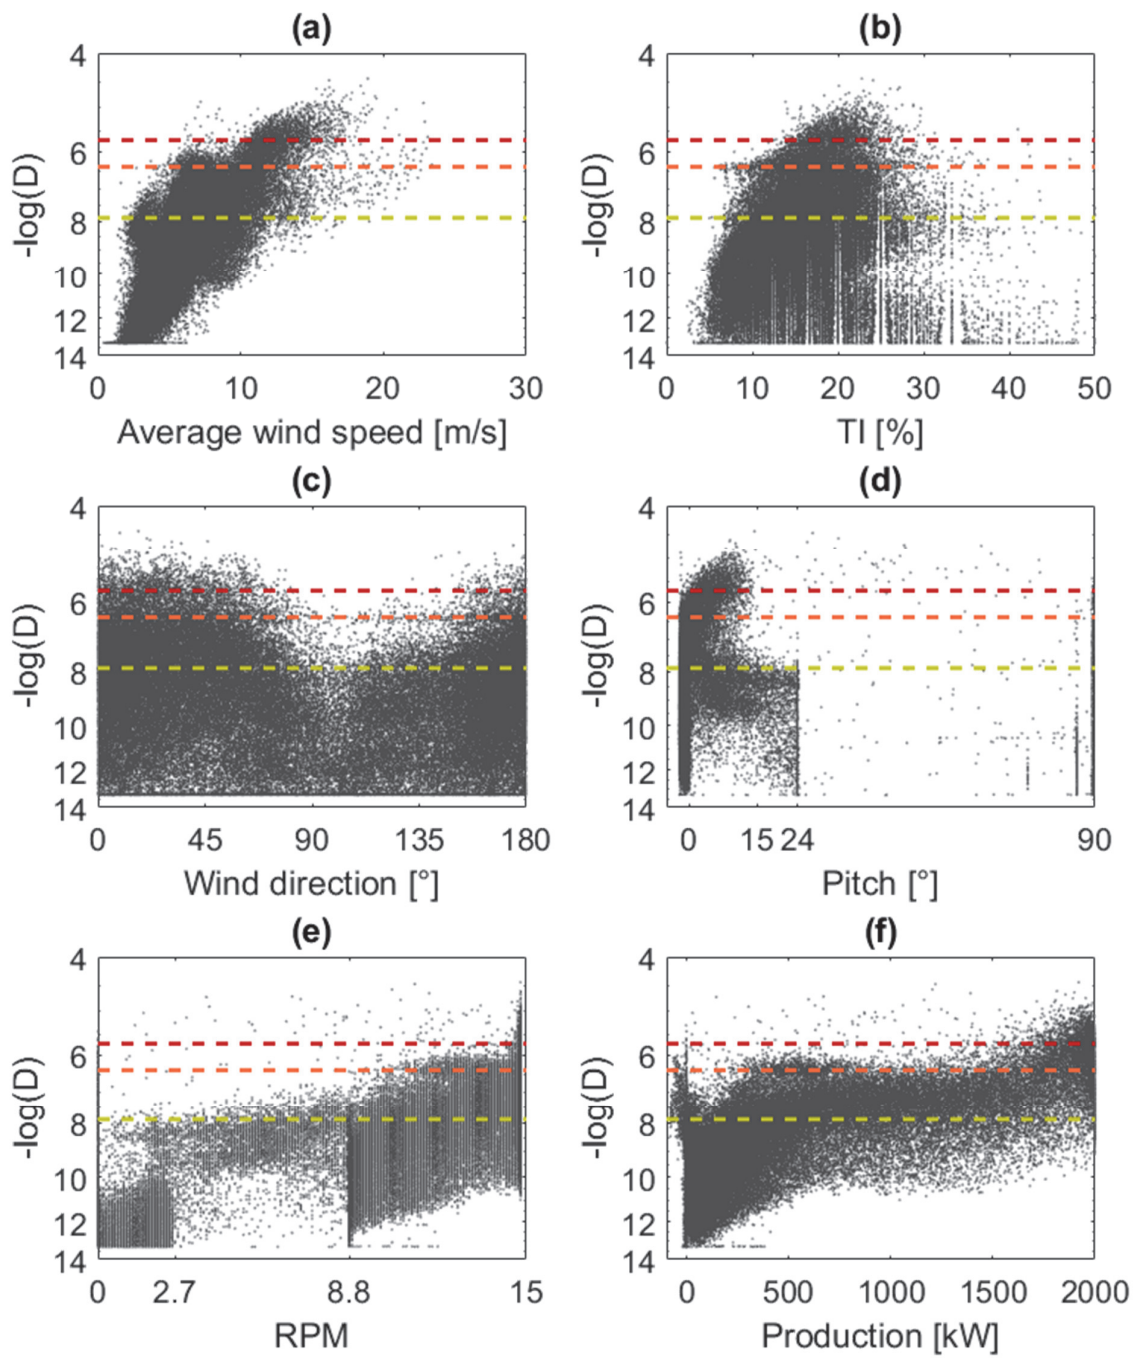 (a)
4
6
8
10
12
14
-log(D)
0 10 20 30
Average wind speed [m/s]
(b)
4
6
8
10
12
14
-log(D)
0 10 20 30 40 50
TI [%]
(c)
4
6
8
10
12
14
-log(D)
0 45 90 135 180
Wind direction [°]
(d)
4
6
8
10
12
14
-log(D)
0 15 24 90
Pitch [°]
(e)
4
6
8
10
12
14
-log(D)
0 2.7 8.8 15
RPM
(f)
4
6
8
10
12
14
-log(D)
0 500 1000 1500 2000
Production [kW]